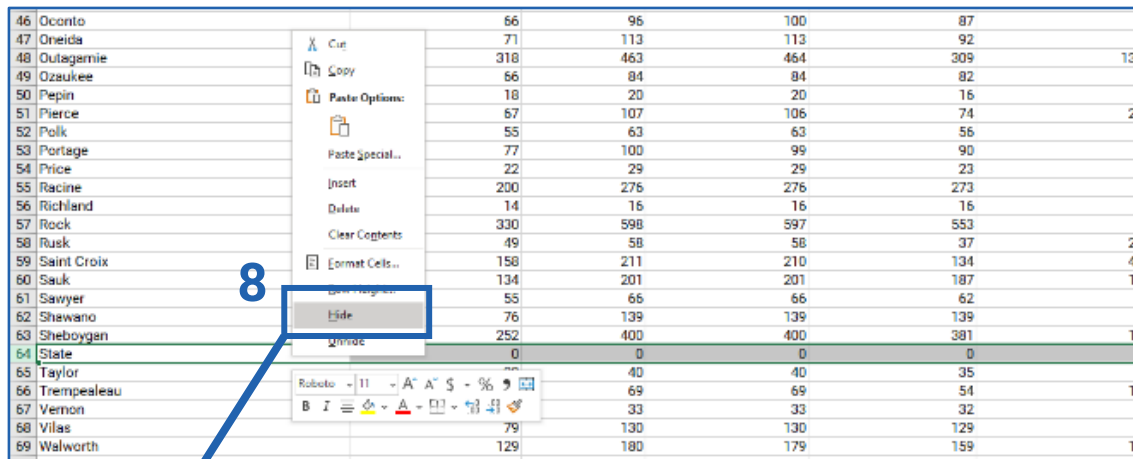 46 Oconto 66 96 100 87
47 Oneida 71 113 113 92
48 Outagamie 318 463 464 309
49 Ozaukee 66 84 84 82
50 Pepin 18 20 20 16
51 Pierce 67 107 106 74
52 Polk 55 63 63 56
53 Portage 77 100 99 90
54 Price 22 29 29 23
55 Racine 200 276 276 273
56 Richland 14 16 16 16
57 Rock 330 598 597 553
58 Rusk 49 58 58 37
59 Saint Croix 158 211 210 134
60 Sauk 134 201 201 187
61 Sawyer 55 66 66 62
62 Shawano 76 139 139 139
63 Sheboygan 252 400 400 381
64 State 0 0 0 0
65 Taylor 40 40 35
66 Trempealeau 69 69 54
67 Vernon 33 33 32
68 Vilas 79 130 130 129
69 Walworth 129 180 179 159
Cut
Copy
Paste Options:
Paste Special...
Insert
Delete
Clear Contents
Format Cells...
8
Hide
Unhide
Roboto 11 A A $ %
B I A